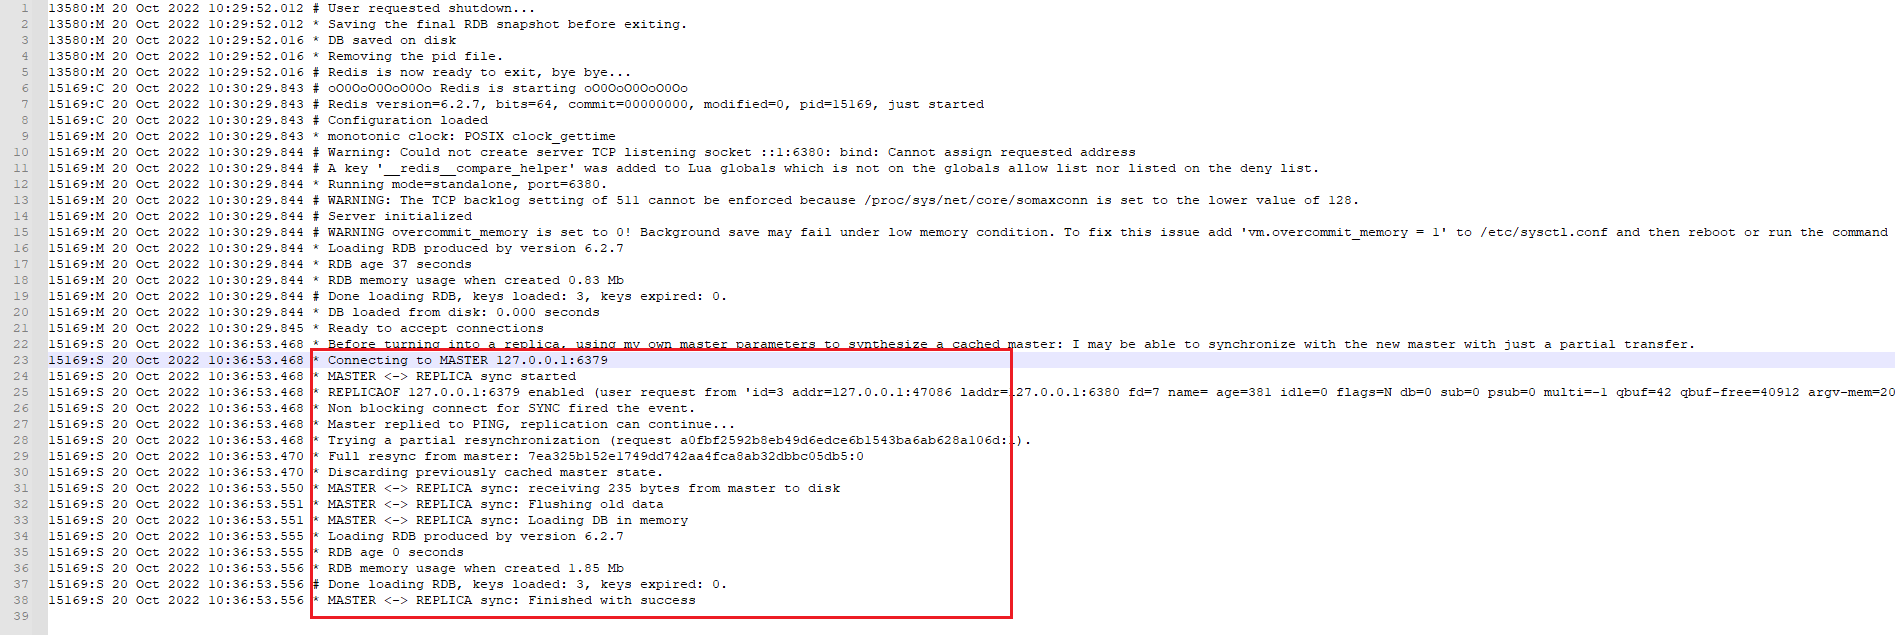 1 13580:M 20 Oct 2022 10:29:52.012 # User requested shutdown...
2 13580:M 20 Oct 2022 10:29:52.012 * Saving the final RDB snapshot before exiting.
3 13580:M 20 Oct 2022 10:29:52.016 * DB saved on disk
4 13580:M 20 Oct 2022 10:29:52.016 * Removing the pid file.
5 13580:M 20 Oct 2022 10:29:52.016 # Redis is now ready to exit, bye bye...
6 15169:C 20 Oct 2022 10:30:29.843 # oO0OoO0OoO0Oo Redis is starting oO0OoO0OoO0Oo
7 15169:C 20 Oct 2022 10:30:29.843 # Redis version=6.2.7, bits=64, commit=00000000, modified=0, pid=15169, just started
8 15169:C 20 Oct 2022 10:30:29.843 # Configuration loaded
9 15169:M 20 Oct 2022 10:30:29.843 * monotonic clock: POSIX clock_gettime
10 15169:M 20 Oct 2022 10:30:29.844 # Warning: Could not create server TCP listening socket ::1:6380: bind: Cannot assign requested address
11 15169:M 20 Oct 2022 10:30:29.844 # A key '__redis__compare_helper' was added to Lua globals which is not on the globals allow list nor listed on the deny list.
12 15169:M 20 Oct 2022 10:30:29.844 * Running mode=standalone, port=6380.
13 15169:M 20 Oct 2022 10:30:29.844 # WARNING: The TCP backlog setting of 511 cannot be enforced because /proc/sys/net/core/somaxconn is set to the lower value of 128.
14 15169:M 20 Oct 2022 10:30:29.844 # Server initialized
15 15169:M 20 Oct 2022 10:30:29.844 # WARNING overcommit_memory is set to 0! Background save may fail under low memory condition. To fix this issue add 'vm.overcommit_memory = 1' to /etc/sysctl.conf and then reboot or run the command
16 15169:M 20 Oct 2022 10:30:29.844 * Loading RDB produced by version 6.2.7
17 15169:M 20 Oct 2022 10:30:29.844 * RDB age 37 seconds
18 15169:M 20 Oct 2022 10:30:29.844 * RDB memory usage when created 0.83 Mb
19 15169:M 20 Oct 2022 10:30:29.844 # Done loading RDB, keys loaded: 3, keys expired: 0.
20 15169:M 20 Oct 2022 10:30:29.844 * DB loaded from disk: 0.000 seconds
21 15169:M 20 Oct 2022 10:30:29.845 * Ready to accept connections
22 15169:S 20 Oct 2022 10:36:53.468 * Before turning into a replica, using my own master parameters to synthesize a cached master: I may be able to synchronize with the new master with just a partial transfer.
23 15169:S 20 Oct 2022 10:36:53.468 * Connecting to MASTER 127.0.0.1:6379
24 15169:S 20 Oct 2022 10:36:53.468 * MASTER <-> REPLICA sync started
25 15169:S 20 Oct 2022 10:36:53.468 * REPLICAOF 127.0.0.1:6379 enabled (user request from 'id=3 addr=127.0.0.1:47086 laddr=127.0.0.1:6380 fd=7 name= age=381 idle=0 flags=N db=0 sub=0 psub=0 multi=-1 qbuf=42 qbuf-free=40912 argv-mem=20
26 15169:S 20 Oct 2022 10:36:53.468 * Non blocking connect for SYNC fired the event.
27 15169:S 20 Oct 2022 10:36:53.468 * Master replied to PING, replication can continue...
28 15169:S 20 Oct 2022 10:36:53.468 * Trying a partial resynchronization (request a0fbf2592b8eb49d6edce6b1543ba6ab628a106d:1).
29 15169:S 20 Oct 2022 10:36:53.470 * Full resync from master: 7ea325b152e1749dd742aa4fca8ab32dbbc05db5:0
30 15169:S 20 Oct 2022 10:36:53.470 * Discarding previously cached master state.
31 15169:S 20 Oct 2022 10:36:53.550 * MASTER <-> REPLICA sync: receiving 235 bytes from master to disk
32 15169:S 20 Oct 2022 10:36:53.551 * MASTER <-> REPLICA sync: Flushing old data
33 15169:S 20 Oct 2022 10:36:53.551 * MASTER <-> REPLICA sync: Loading DB in memory
34 15169:S 20 Oct 2022 10:36:53.555 * Loading RDB produced by version 6.2.7
35 15169:S 20 Oct 2022 10:36:53.555 * RDB age 0 seconds
36 15169:S 20 Oct 2022 10:36:53.556 * RDB memory usage when created 1.85 Mb
37 15169:S 20 Oct 2022 10:36:53.556 # Done loading RDB, keys loaded: 3, keys expired: 0.
38 15169:S 20 Oct 2022 10:36:53.556 * MASTER <-> REPLICA sync: Finished with success
39